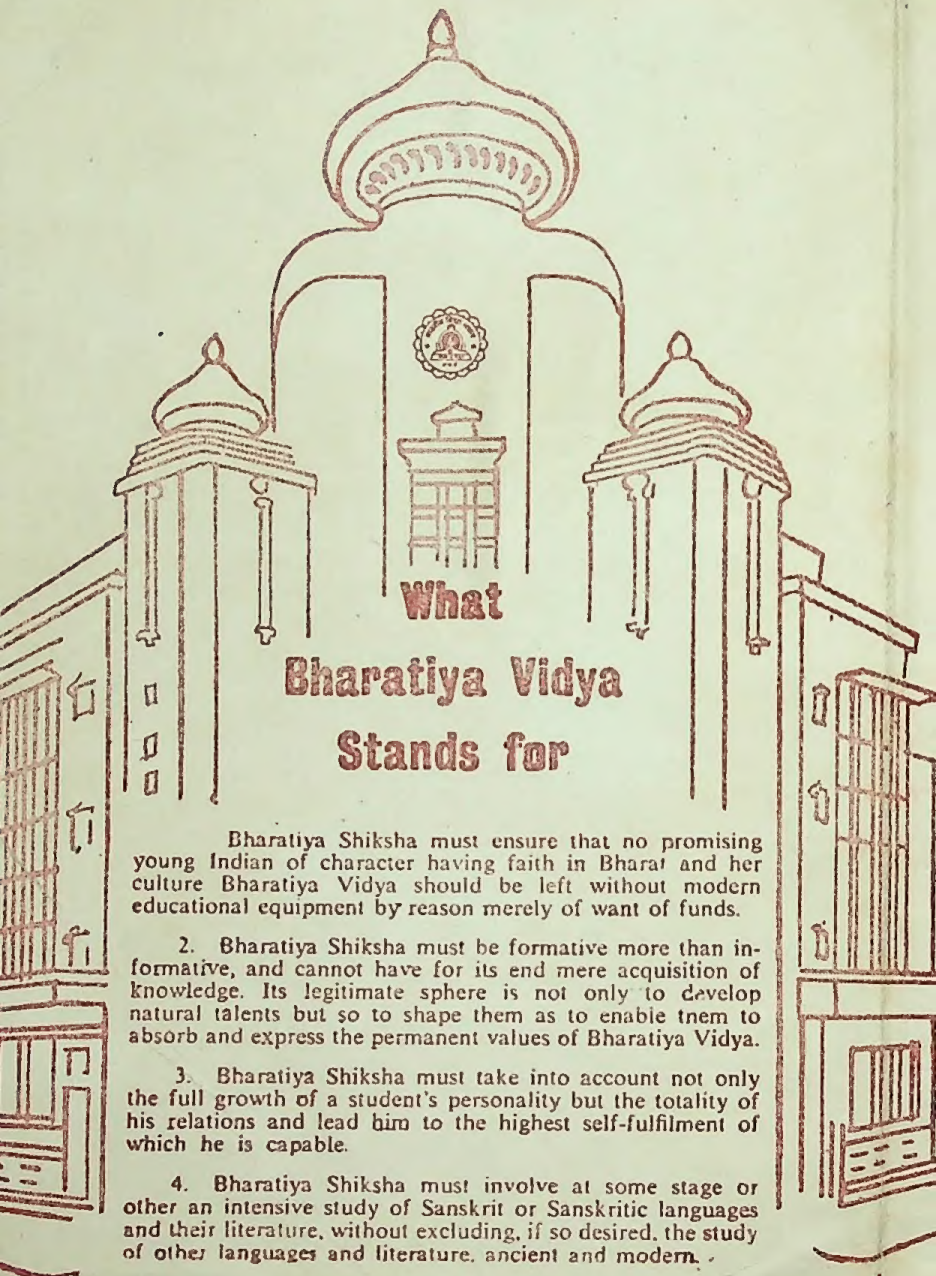 What
Bharatiya Vidya
Stands for
Bharatiya Shiksha must ensure that no promising
young Indian of character having faith in Bharat and her
culture Bharatiya Vidya should be left without modern
educational equipment by reason merely of want of funds.
2. Bharatiya Shiksha must be formative more than in-
formative, and cannot have for its end mere acquisition of
knowledge. Its legitimate sphere is not only to develop
natural talents but so to shape them as to enable tnem to
absorb and express the permanent values of Bharatiya Vidya.
3. Bharatiya Shiksha must take into account not only
the full growth of a student's personality but the totality of
his relations and lead him to the highest self-fulfilment of
which he is capable.
4. Bharatiya Shiksha must involve at some stage or
other an intensive study of Sanskrit or Sanskritic languages
and their literature, without excluding, if so desired, the study
of other languages and literature, ancient and modern.